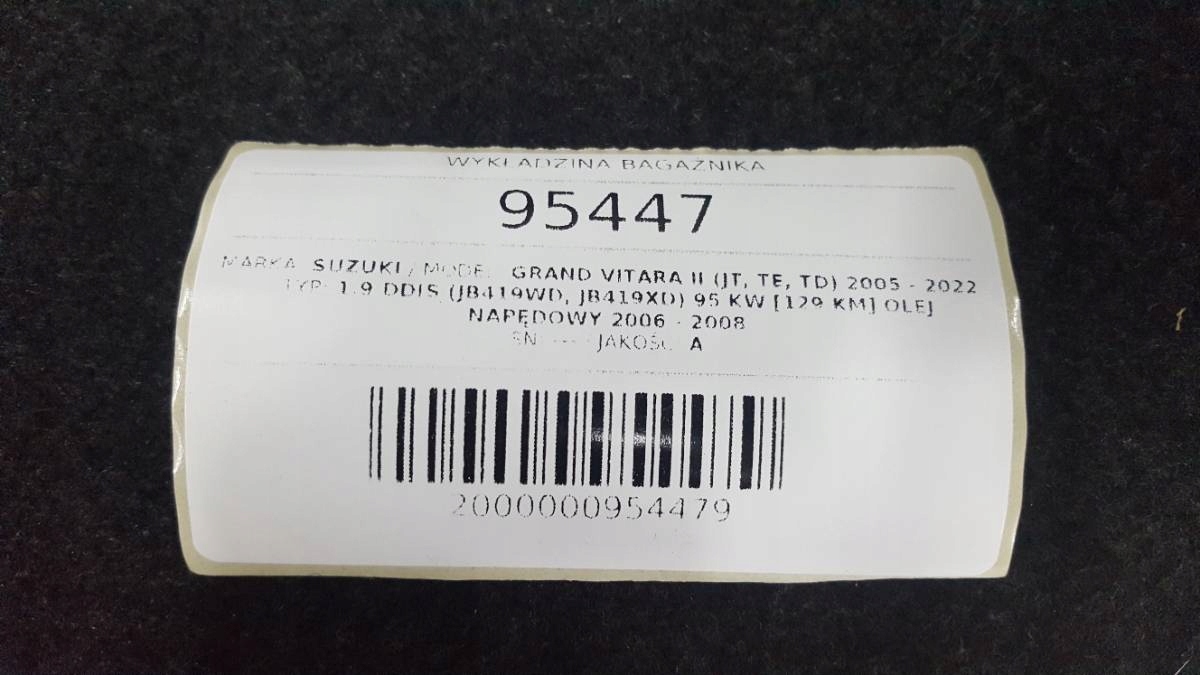 WYKŁADZINA BAGAŻNIKA
95447
MARKA: SUZUKI / MODEL: GRAND VITARA II (JT, TE, TD) 2005 - 2022
TYP: 1.9 DDIS (JB419WD, JB419XD) 95 KW [129 KM] OLEJ
NAPĘDOWY 2006 - 2008
SN: --- JAKOŚĆ: A
2000000954479